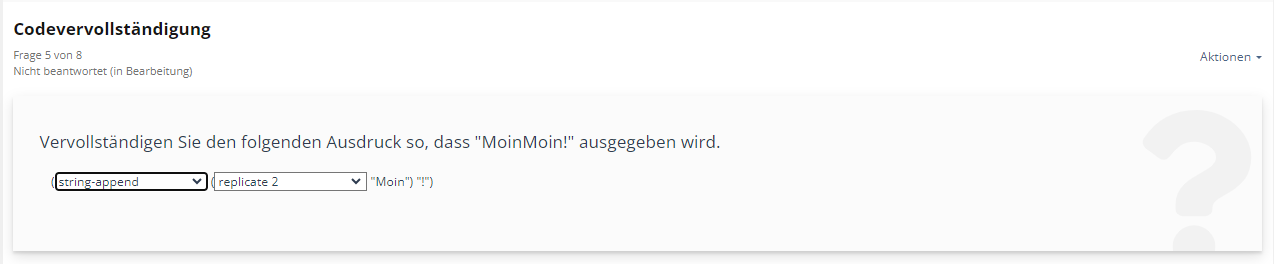 Codevervollständigung
Frage 5 von 8
Nicht beantwortet (in Bearbeitung)
Aktionen
Vervollständigen Sie den folgenden Ausdruck so, dass "MoinMoin!" ausgegeben wird.
(string-append (replicate 2 "Moin") "!")
?